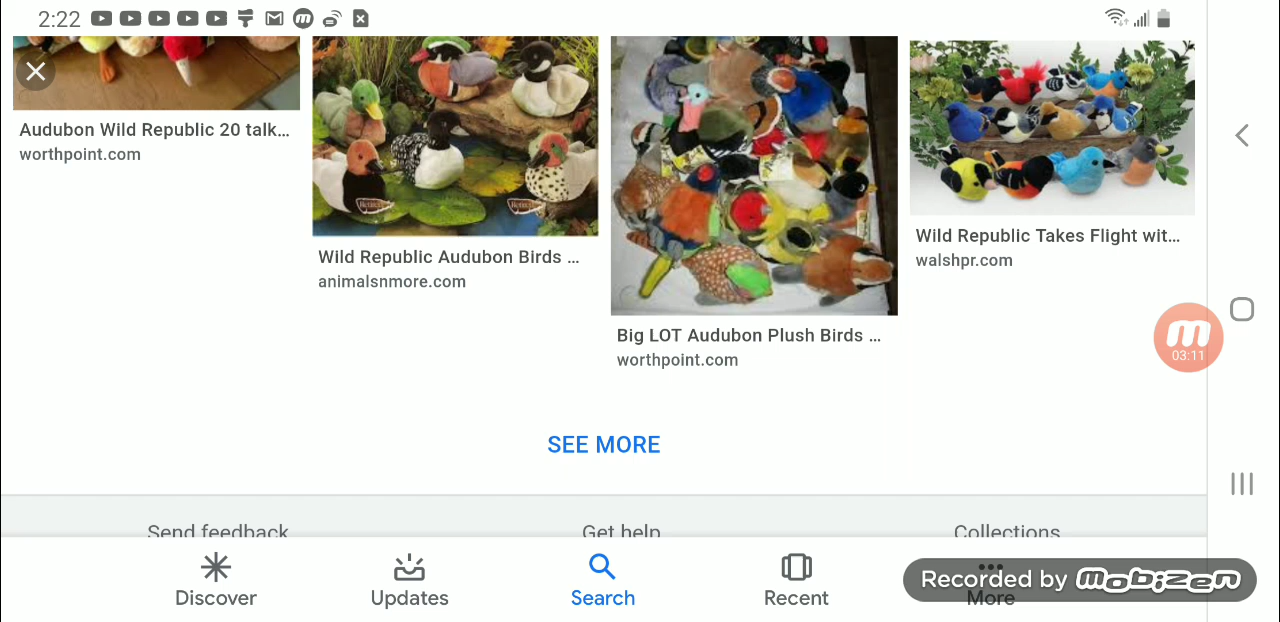 2:22
Audubon Wild Republic 20 talk...
worthpoint.com
Wild Republic Audubon Birds ...
animalsnmore.com
Big LOT Audubon Plush Birds ...
worthpoint.com
Wild Republic Takes Flight wit...
walshpr.com
m
03:11
SEE MORE
Send feedback
Get help
Collections
Discover
Updates
Search
Recent
More
Recorded by mobizen